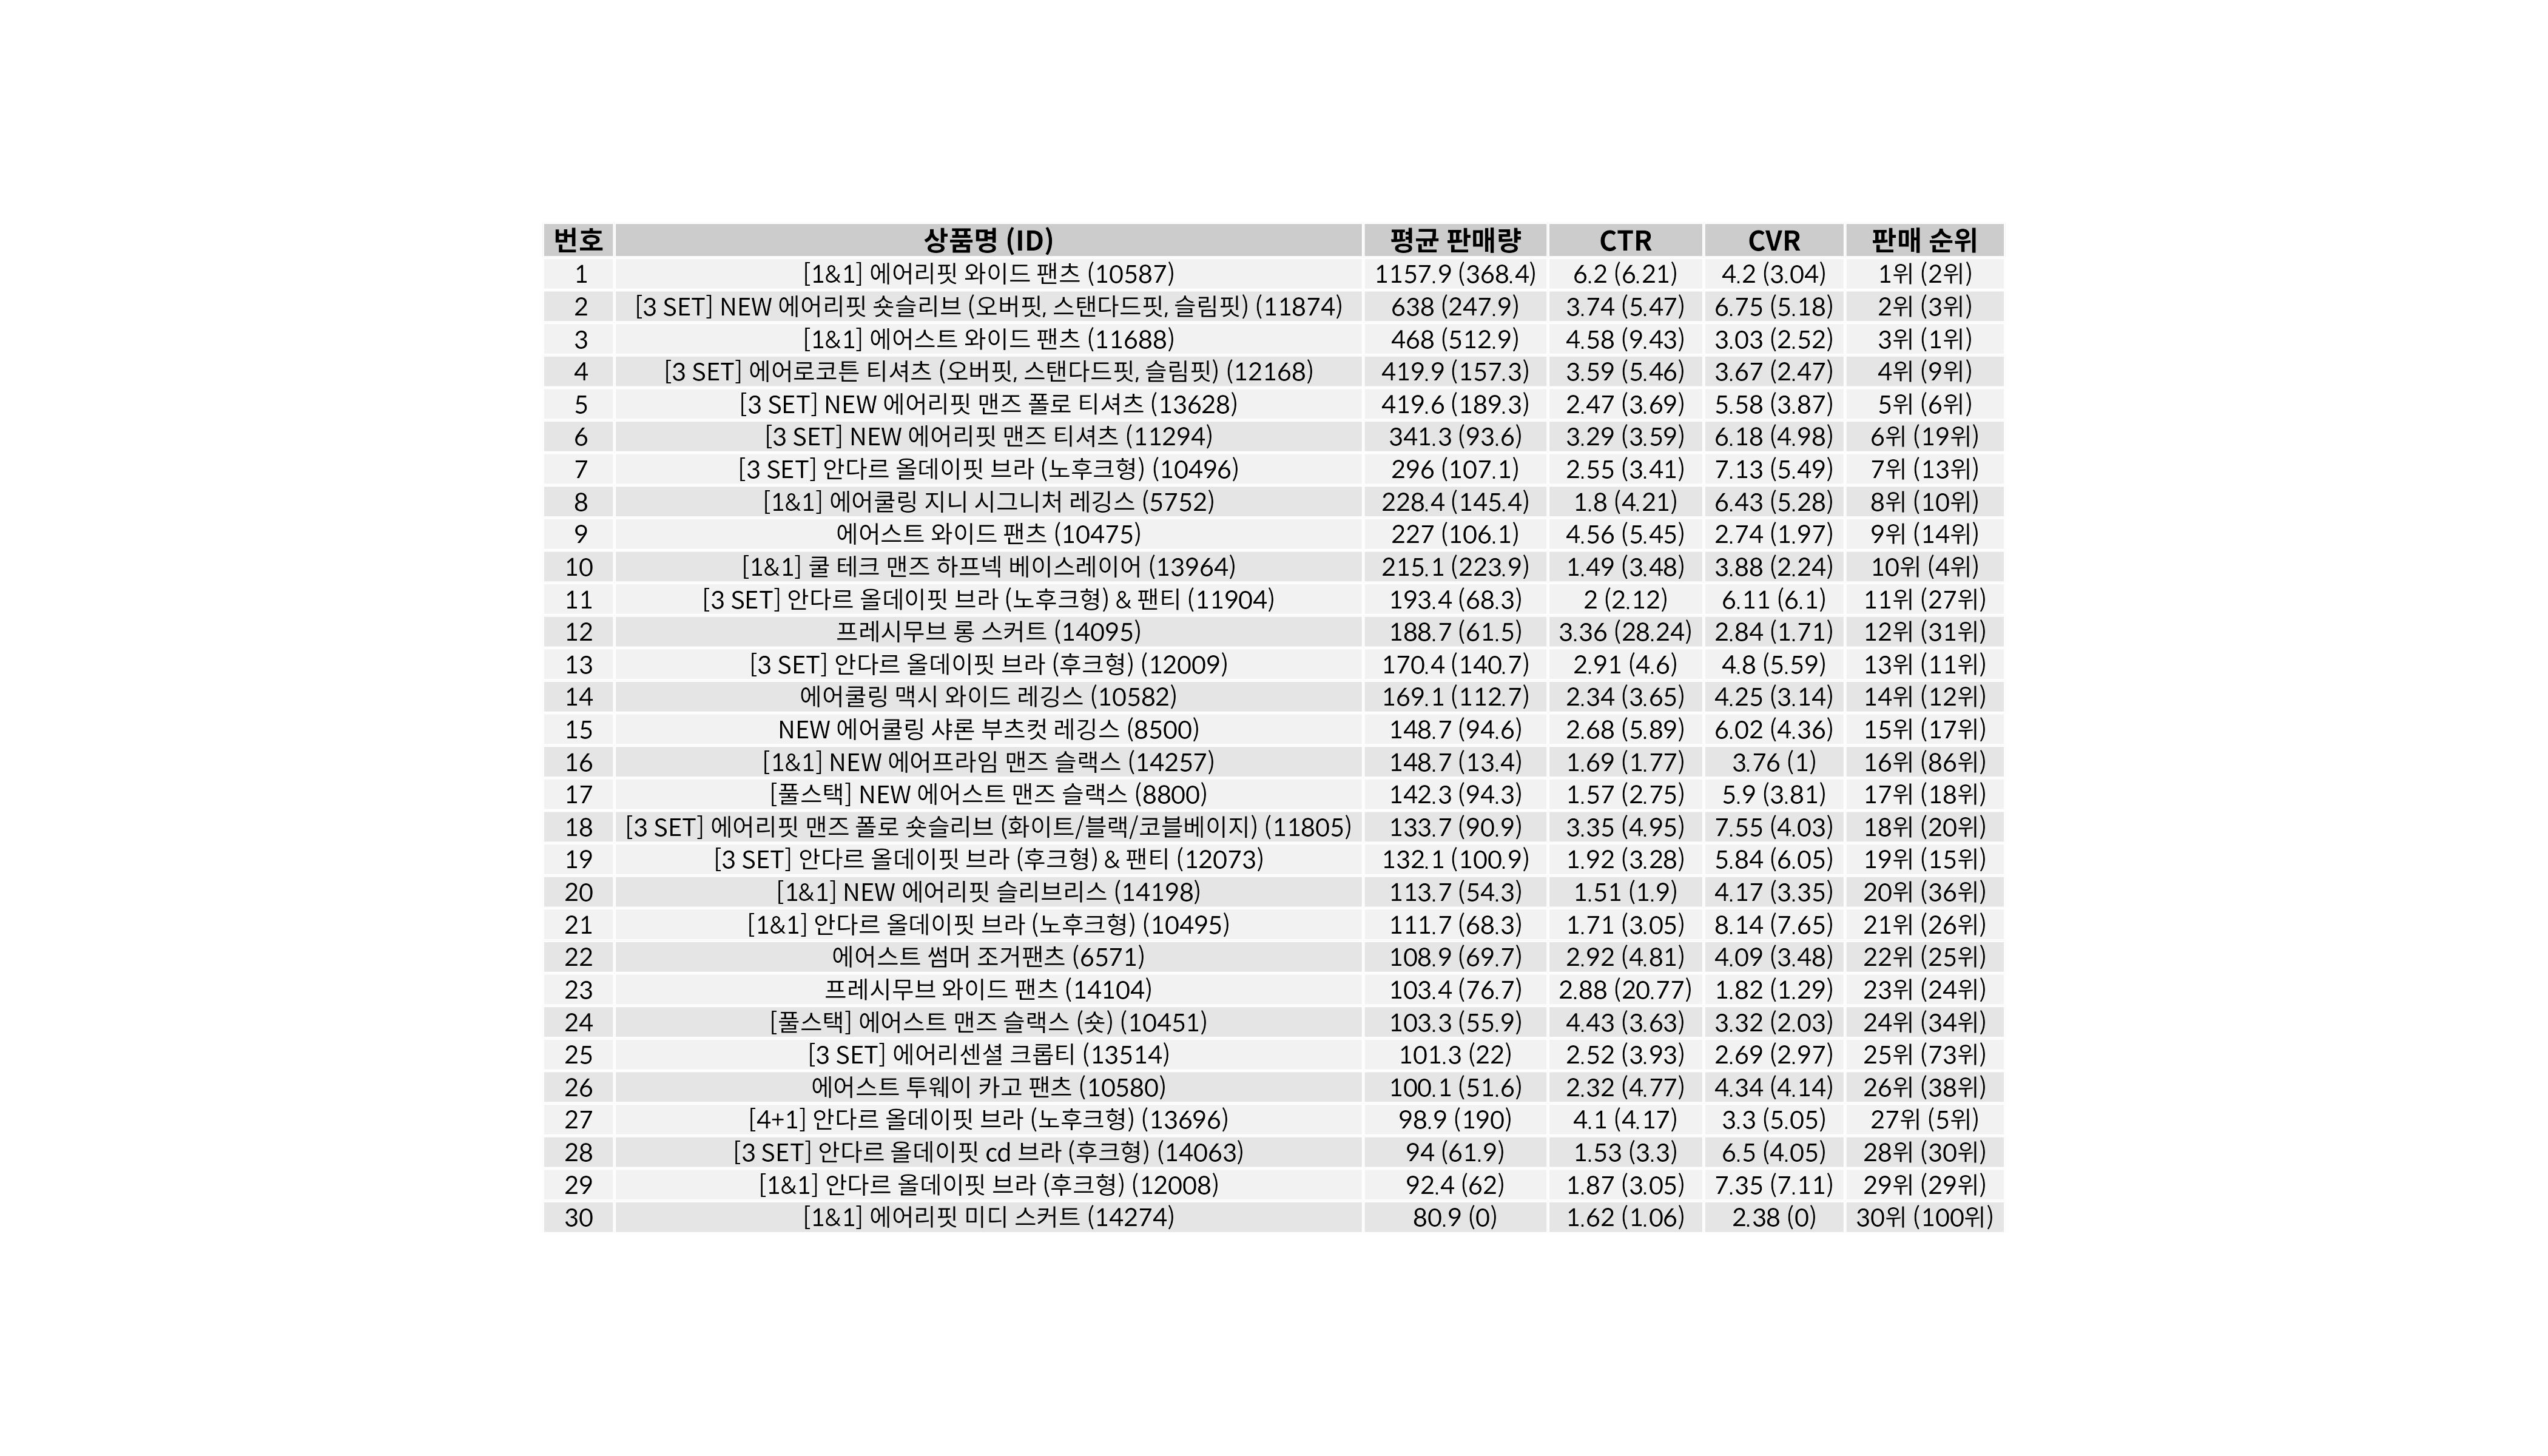 번호 상품명 (ID) 평균 판매량 CTR CVR 판매 순위
1 [1&1] 에어리핏 와이드 팬츠 (10587) 1157.9 (368.4) 6.2 (6.21) 4.2 (3.04) 1위 (2위)
2 [3 SET] NEW 에어리핏 숏슬리브 (오버핏, 스탠다드핏, 슬림핏) (11874) 638 (247.9) 3.74 (5.47) 6.75 (5.18) 2위 (3위)
3 [1&1] 에어스트 와이드 팬츠 (11688) 468 (512.9) 4.58 (9.43) 3.03 (2.52) 3위 (1위)
4 [3 SET] 에어로코튼 티셔츠 (오버핏, 스탠다드핏, 슬림핏) (12168) 419.9 (157.3) 3.59 (5.46) 3.67 (2.47) 4위 (9위)
5 [3 SET] NEW 에어리핏 맨즈 폴로 티셔츠 (13628) 419.6 (189.3) 2.47 (3.69) 5.58 (3.87) 5위 (6위)
6 [3 SET] NEW 에어리핏 맨즈 티셔츠 (11294) 341.3 (93.6) 3.29 (3.59) 6.18 (4.98) 6위 (19위)
7 [3 SET] 안다르 올데이핏 브라 (노후크형) (10496) 296 (107.1) 2.55 (3.41) 7.13 (5.49) 7위 (13위)
8 [1&1] 에어쿨링 지니 시그니처 레깅스 (5752) 228.4 (145.4) 1.8 (4.21) 6.43 (5.28) 8위 (10위)
9 에어스트 와이드 팬츠 (10475) 227 (106.1) 4.56 (5.45) 2.74 (1.97) 9위 (14위)
10 [1&1] 쿨 테크 맨즈 하프넥 베이스레이어 (13964) 215.1 (223.9) 1.49 (3.48) 3.88 (2.24) 10위 (4위)
11 [3 SET] 안다르 올데이핏 브라 (노후크형) & 팬티 (11904) 193.4 (68.3) 2 (2.12) 6.11 (6.1) 11위 (27위)
12 프레시무브 롱 스커트 (14095) 188.7 (61.5) 3.36 (28.24) 2.84 (1.71) 12위 (31위)
13 [3 SET] 안다르 올데이핏 브라 (후크형) (12009) 170.4 (140.7) 2.91 (4.6) 4.8 (5.59) 13위 (11위)
14 에어쿨링 맥시 와이드 레깅스 (10582) 169.1 (112.7) 2.34 (3.65) 4.25 (3.14) 14위 (12위)
15 NEW 에어쿨링 샤론 부츠컷 레깅스 (8500) 148.7 (94.6) 2.68 (5.89) 6.02 (4.36) 15위 (17위)
16 [1&1] NEW 에어프라임 맨즈 슬랙스 (14257) 148.7 (13.4) 1.69 (1.77) 3.76 (1) 16위 (86위)
17 [풀스택] NEW 에어스트 맨즈 슬랙스 (8800) 142.3 (94.3) 1.57 (2.75) 5.9 (3.81) 17위 (18위)
18 [3 SET] 에어리핏 맨즈 폴로 숏슬리브 (화이트/블랙/코블베이지) (11805) 133.7 (90.9) 3.35 (4.95) 7.55 (4.03) 18위 (20위)
19 [3 SET] 안다르 올데이핏 브라 (후크형) & 팬티 (12073) 132.1 (100.9) 1.92 (3.28) 5.84 (6.05) 19위 (15위)
20 [1&1] NEW 에어리핏 슬리브리스 (14198) 113.7 (54.3) 1.51 (1.9) 4.17 (3.35) 20위 (36위)
21 [1&1] 안다르 올데이핏 브라 (노후크형) (10495) 111.7 (68.3) 1.71 (3.05) 8.14 (7.65) 21위 (26위)
22 에어스트 썸머 조거팬츠 (6571) 108.9 (69.7) 2.92 (4.81) 4.09 (3.48) 22위 (25위)
23 프레시무브 와이드 팬츠 (14104) 103.4 (76.7) 2.88 (20.77) 1.82 (1.29) 23위 (24위)
24 [풀스택] 에어스트 맨즈 슬랙스 (숏) (10451) 103.3 (55.9) 4.43 (3.63) 3.32 (2.03) 24위 (34위)
25 [3 SET] 에어리센셜 크롭티 (13514) 101.3 (22) 2.52 (3.93) 2.69 (2.97) 25위 (73위)
26 에어스트 투웨이 카고 팬츠 (10580) 100.1 (51.6) 2.32 (4.77) 4.34 (4.14) 26위 (38위)
27 [4+1] 안다르 올데이핏 브라 (노후크형) (13696) 98.9 (190) 4.1 (4.17) 3.3 (5.05) 27위 (5위)
28 [3 SET] 안다르 올데이핏 cd 브라 (후크형) (14063) 94 (61.9) 1.53 (3.3) 6.5 (4.05) 28위 (30위)
29 [1&1] 안다르 올데이핏 브라 (후크형) (12008) 92.4 (62) 1.87 (3.05) 7.35 (7.11) 29위 (29위)
30 [1&1] 에어리핏 미디 스커트 (14274) 80.9 (0) 1.62 (1.06) 2.38 (0) 30위 (100위)